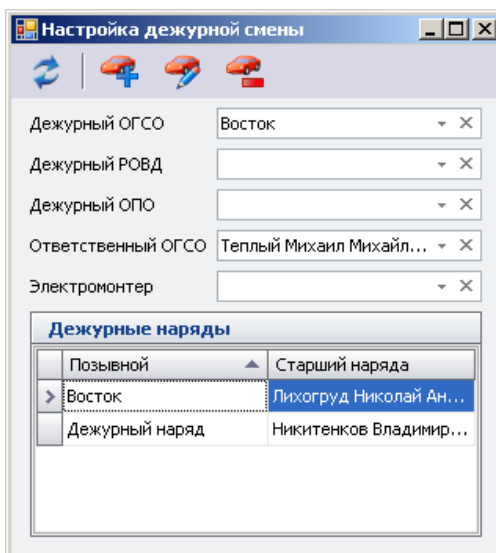 Настройка дежурной смены
Дежурный ОГСО Восток
Дежурный РОВД
Дежурный ОПО
Ответственный ОГСО Теплый Михаил Михайл...
Электромонтер
Дежурные наряды
Позывной Старший наряда
Восток Лихогруд Николай Ан...
Дежурный наряд Никитенков Владимир...